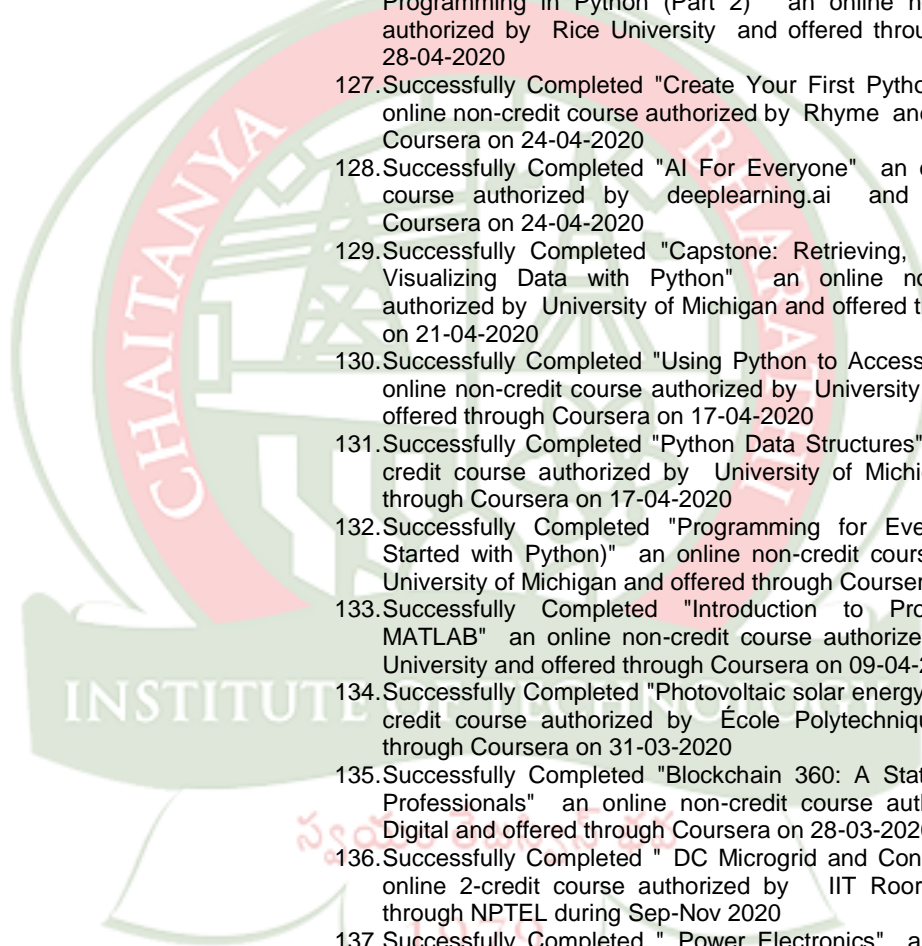 Programming in Python (Part 2)" an online n
authorized by Rice University and offered throu
28-04-2020
127.Successfully Completed "Create Your First Pytho
online non-credit course authorized by Rhyme and
Coursera on 24-04-2020
128.Successfully Completed "AI For Everyone" an o
course authorized by deeplearning.ai and
Coursera on 24-04-2020
129.Successfully Completed "Capstone: Retrieving,
Visualizing Data with Python" an online no
authorized by University of Michigan and offered t
on 21-04-2020
130.Successfully Completed "Using Python to Access
online non-credit course authorized by University
offered through Coursera on 17-04-2020
131.Successfully Completed "Python Data Structures"
credit course authorized by University of Michi
through Coursera on 17-04-2020
132.Successfully Completed "Programming for Eve
Started with Python)" an online non-credit cours
University of Michigan and offered through Courser
133.Successfully Completed "Introduction to Pro
MATLAB" an online non-credit course authorize
University and offered through Coursera on 09-04-2
134.Successfully Completed "Photovoltaic solar energy
credit course authorized by École Polytechniqu
through Coursera on 31-03-2020
135.Successfully Completed "Blockchain 360: A Stat
Professionals" an online non-credit course aut
Digital and offered through Coursera on 28-03-2020
136.Successfully Completed " DC Microgrid and Con
online 2-credit course authorized by IIT Roor
through NPTEL during Sep-Nov 2020
137.Successfully Completed " Power Electronics" a
CHAITANYA BHARATHI
INSTITUTE OF TECHNOLOGY
1979